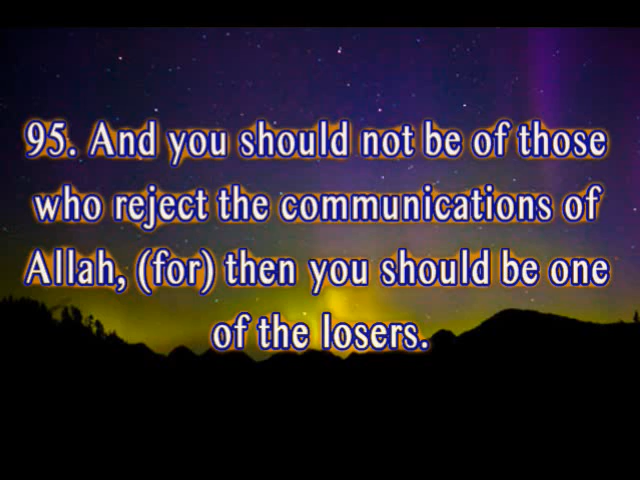 95. And you should not be of those
who reject the communications of
Allah, (for) then you should be one
of the losers.